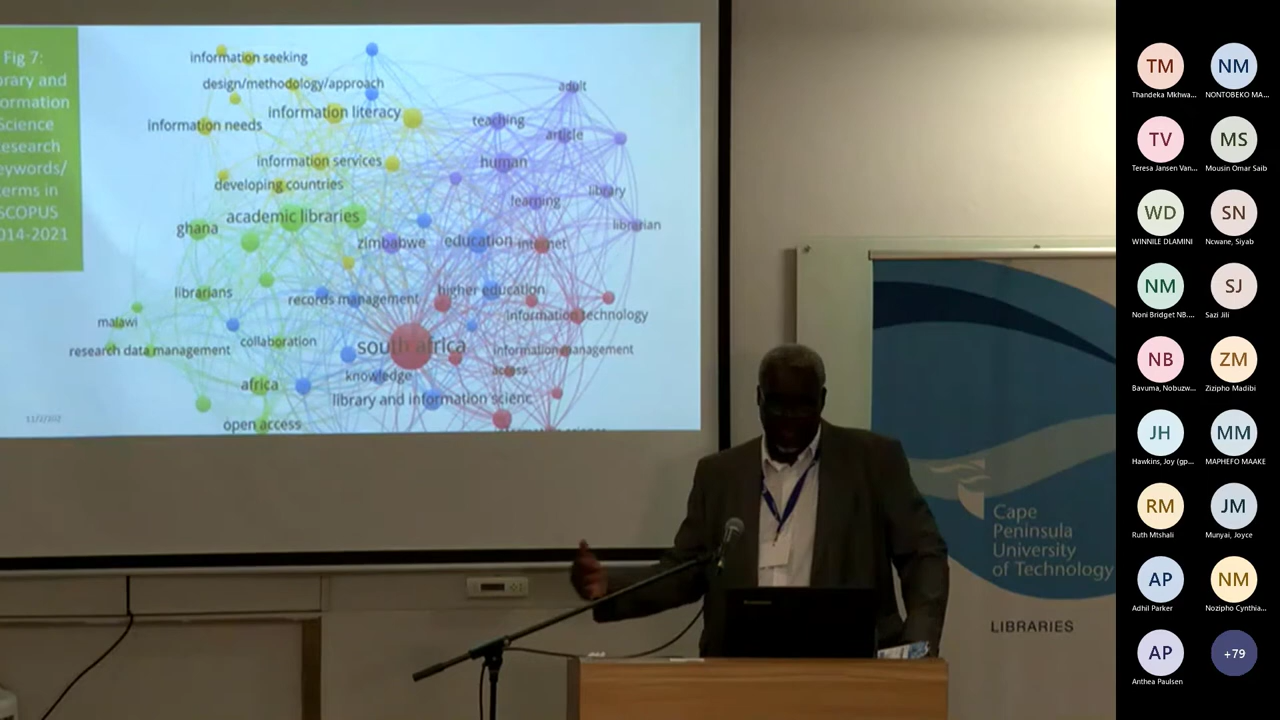 Fig 7:
brary and
ormation
Science
Research
eywords/
terms in
SCOPUS
014-2021
information seeking
design/methodology/approach
adult
information literacy
teaching
information needs
article
information services
human
developing countries
library
learning
academic libraries
librarian
ghana
zimbabwe
education
internet
librarians
higher education
records management
information technology
malawi
collaboration
south africa
research data management
information management
access
knowledge
africa
library and information scienc
open access
Cape
Peninsula
University
of Technology
LIBRARIES
TM
NM
Thandeka Mkhwa...
NONTOBEKO MA...
TV
MS
Teresa Jansen Van...
Mousin Omar Saib
WD
SN
WINNILE DLAMINI
Ncwane, Siyab
NM
SJ
Noni Bridget NB....
Sazi Jili
NB
ZM
Bavuma, Nobuzw...
Zizipho Madibi
JH
MM
Hawkins, Joy (gp...
MAPHEFO MAAKE
RM
JM
Ruth Mtshali
Munyai, Joyce
AP
NM
Adhil Parker
Nozipho Cynthia...
AP
+79
Anthea Paulsen